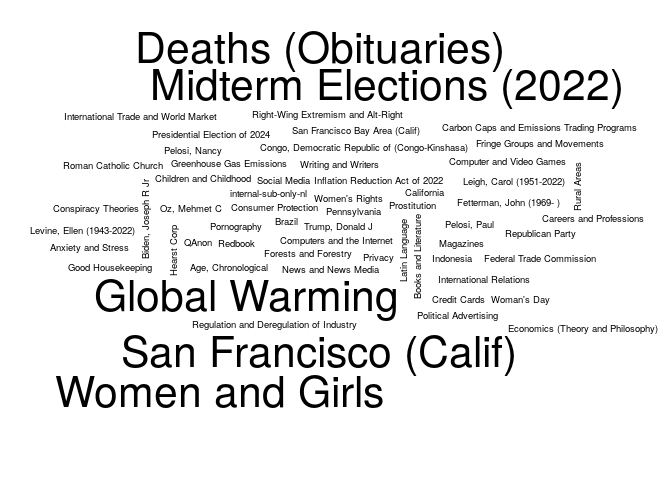 Deaths (Obituaries)
Midterm Elections (2022)
International Trade and World Market
Right-Wing Extremism and Alt-Right
Presidential Election of 2024
San Francisco Bay Area (Calif)
Carbon Caps and Emissions Trading Programs
Pelosi, Nancy
Congo, Democratic Republic of (Congo-Kinshasa)
Fringe Groups and Movements
Roman Catholic Church
Greenhouse Gas Emissions
Writing and Writers
Computer and Video Games
Rural Areas
Children and Childhood
Social Media
Inflation Reduction Act of 2022
Leigh, Carol (1951-2022)
Biden, Joseph R Jr
internal-sub-only-nl
Women's Rights
California
Conspiracy Theories
Oz, Mehmet C
Consumer Protection
Pennsylvania
Prostitution
Fetterman, John (1969- )
Careers and Professions
Levine, Ellen (1943-2022)
Hearst Corp
Pornography
Brazil
Trump, Donald J
Latin Language
Books and Literature
Pelosi, Paul
Republican Party
Anxiety and Stress
QAnon
Redbook
Computers and the Internet
Magazines
Forests and Forestry
Privacy
Indonesia
Federal Trade Commission
Good Housekeeping
Age, Chronological
News and News Media
International Relations
Global Warming
Credit Cards
Woman's Day
Political Advertising
Regulation and Deregulation of Industry
Economics (Theory and Philosophy)
San Francisco (Calif)
Women and Girls